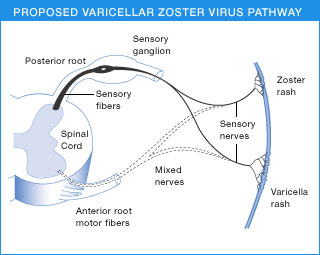 PROPOSED VARICELLAR ZOSTER VIRUS PATHWAY
Sensory
ganglion
Posterior root
Zoster
rash
Sensory
fibers
Sensory
nerves
Spinal
Cord
Mixed
nerves
Varicella
rash
Anterior root
motor fibers